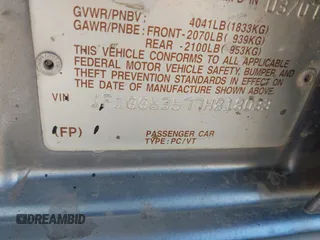 03/07
GVWR/PNBV: 4041LB(1833KG)
GAWR/PNBE: FRONT-2070LB( 939KG)
REAR -2100LB( 953KG)
THIS VEHICLE CONFORMS TO ALL APPLICABLE
FEDERAL MOTOR VEHICLE SAFETY, BUMPER, AND
THEFT PREVENTION STANDARDS IN EFFECT ON THE
DATE OF MANUFACTURE SHOWN ABOVE.
VIN
(FP)
PASSENGER CAR
TYPE:PC/VT
DREAMBID